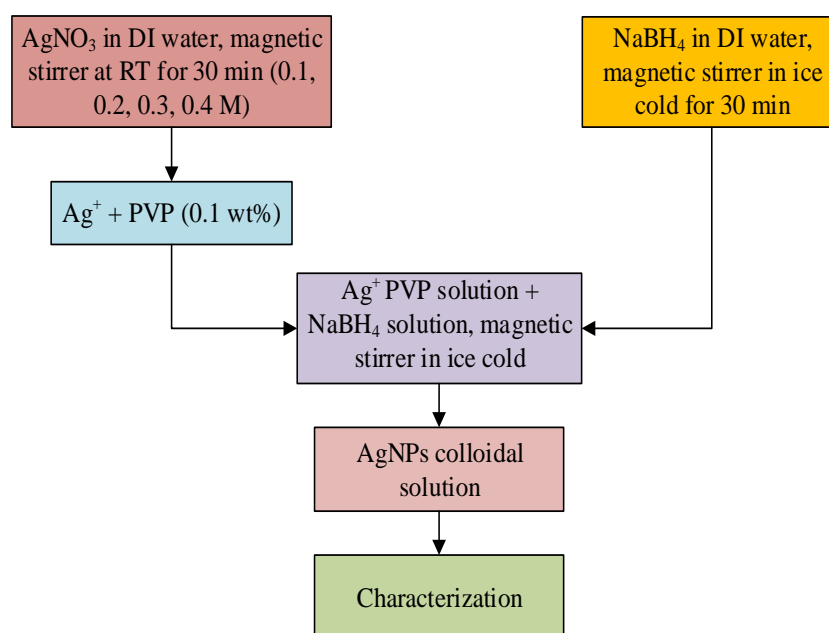 AgNO₃ in DI water, magnetic
stirrer at RT for 30 min (0.1,
0.2, 0.3, 0.4 M)
NaBH₄ in DI water,
magnetic stirrer in ice
cold for 30 min
Ag⁺ + PVP (0.1 wt%)
Ag⁺ PVP solution +
NaBH₄ solution, magnetic
stirrer in ice cold
AgNPs colloidal
solution
Characterization